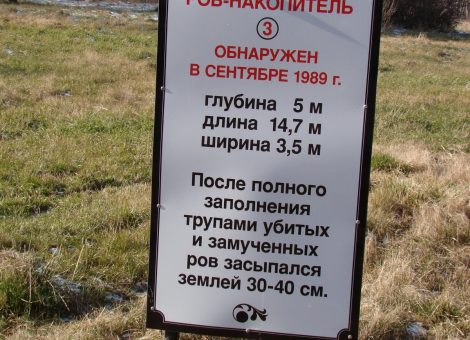 РОВ-НАКОПИТЕЛЬ
3
ОБНАРУЖЕН
В СЕНТЯБРЕ 1989 г.
глубина 5 м
длина 14,7 м
ширина 3,5 м
После полного
заполнения
трупами убитых
и замученных
ров засыпался
землей 30-40 см.